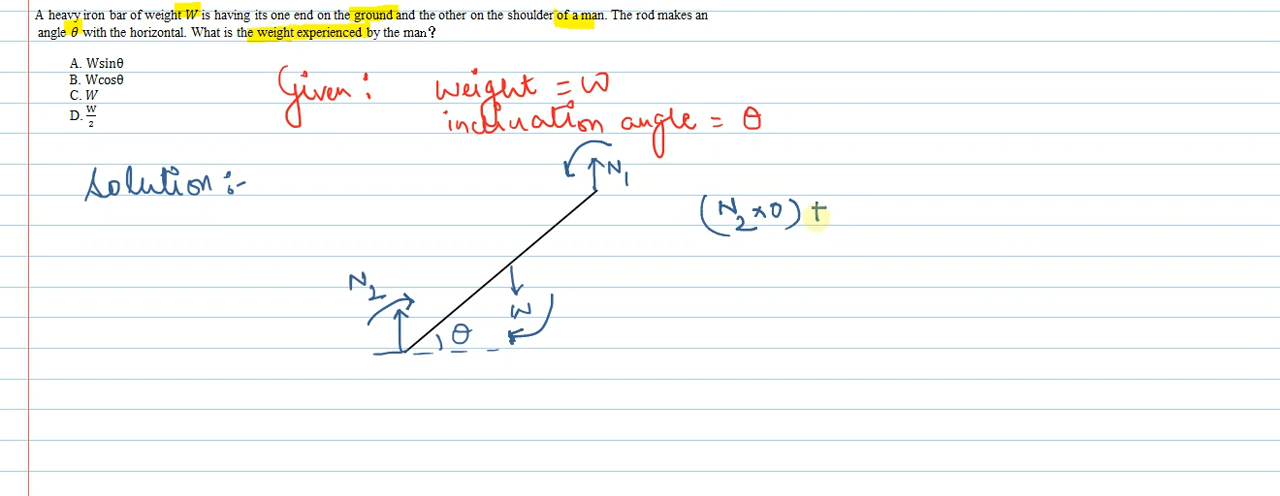 A heavy iron bar of weight W is having its one end on the ground and the other on the shoulder of a man. The rod makes an
angle θ with the horizontal. What is the weight experienced by the man?
A. Wsinθ
B. Wcosθ
C. W
D. W/2
Given: weight = W
inclination angle = θ
Solution:-
N₁
(N₂ × 0) +
N₂
W
θ